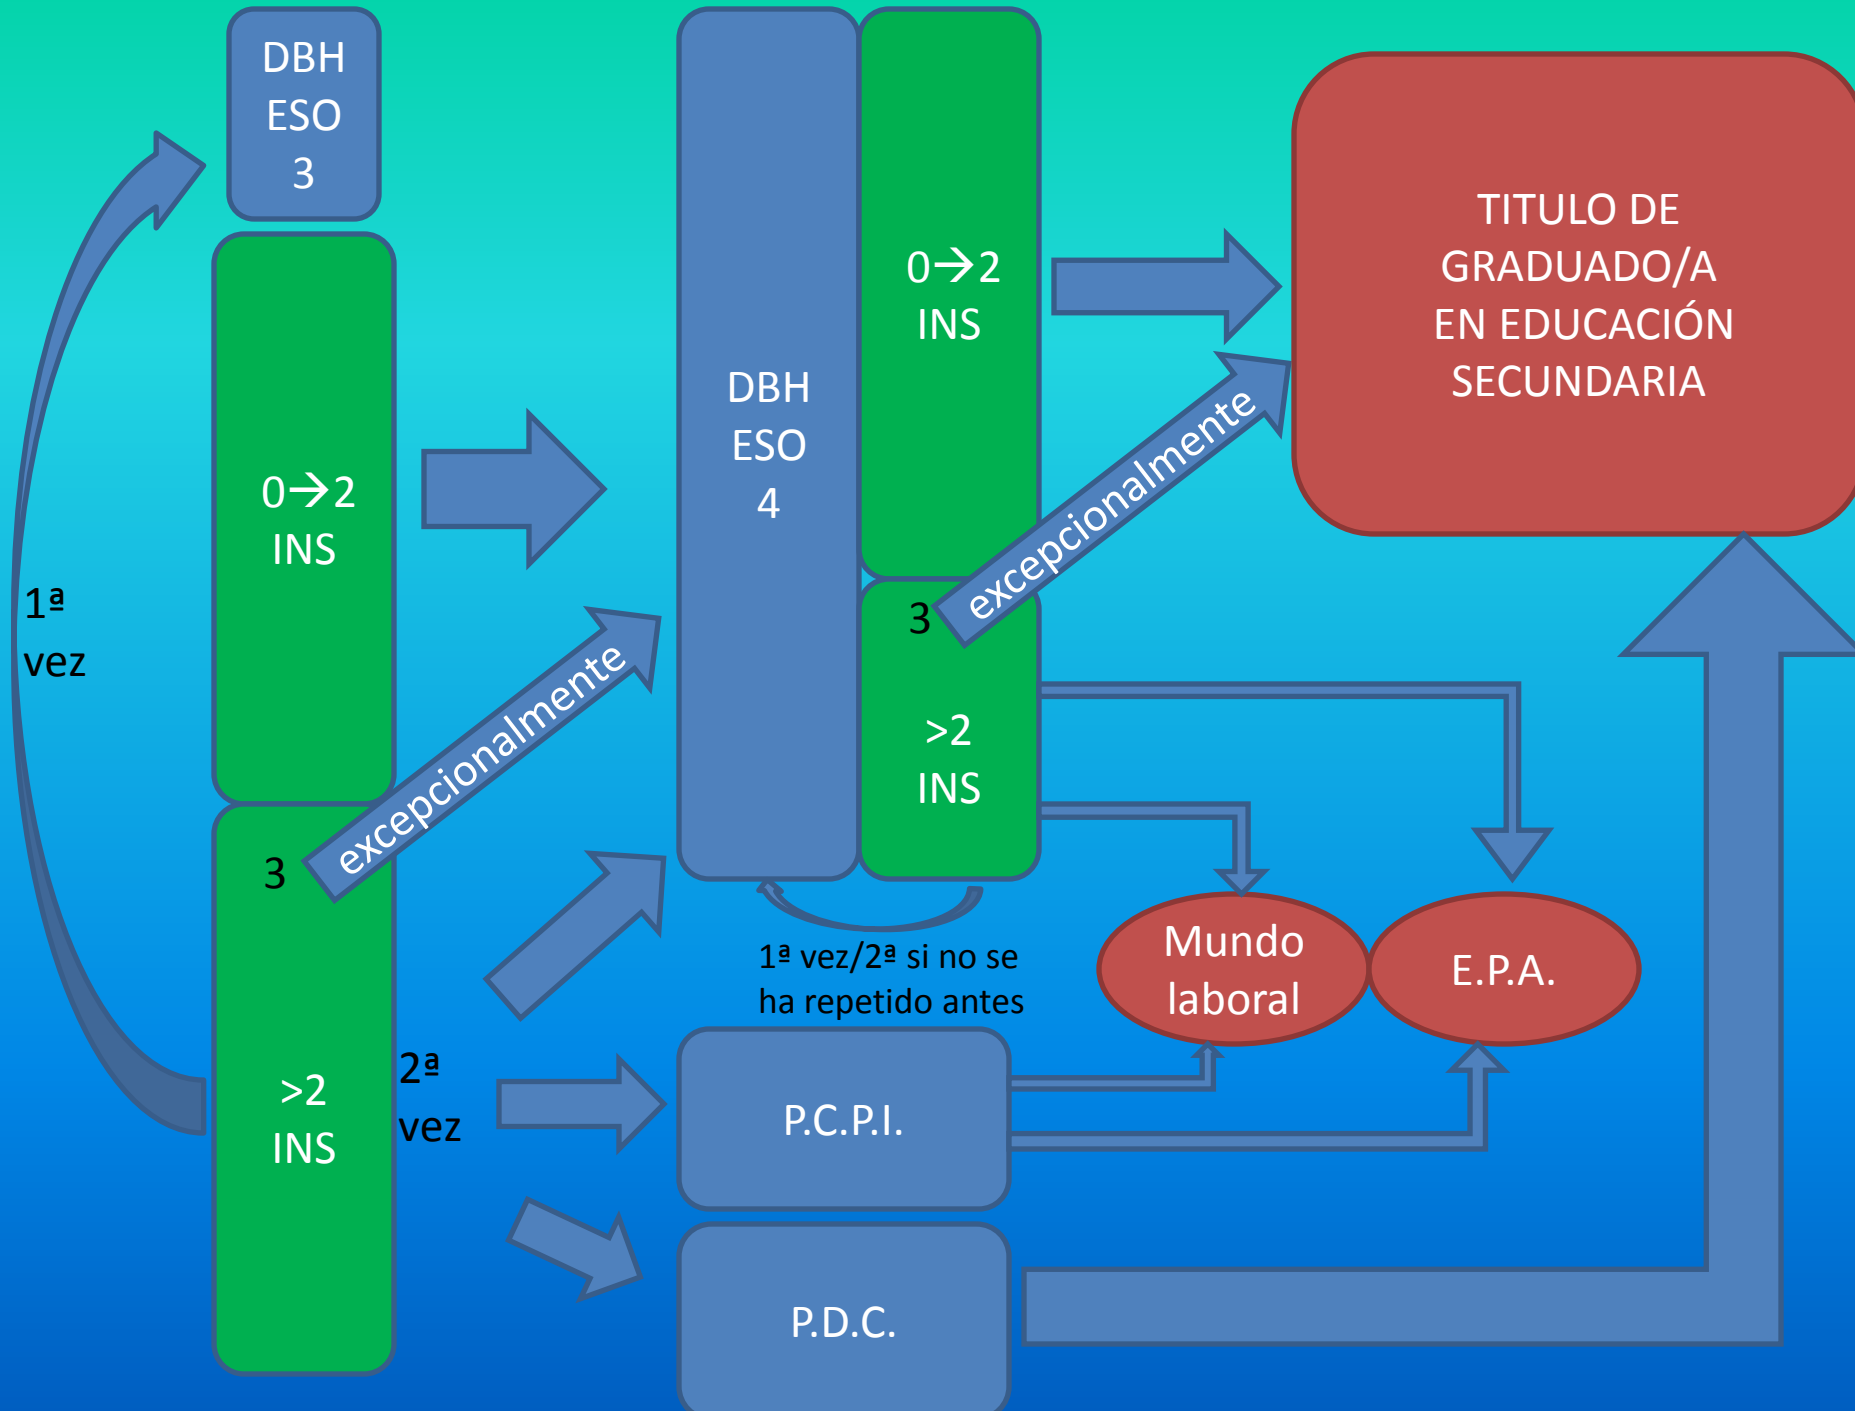 DBH
ESO
3
0→2
INS
1ª
vez
3
excepcionalmente
>2
INS
2ª
vez
DBH
ESO
4
0→2
INS
3
excepcionalmente
>2
INS
1ª vez/2ª si no se
ha repetido antes
P.C.P.I.
P.D.C.
TITULO DE
GRADUADO/A
EN EDUCACIÓN
SECUNDARIA
Mundo
laboral
E.P.A.